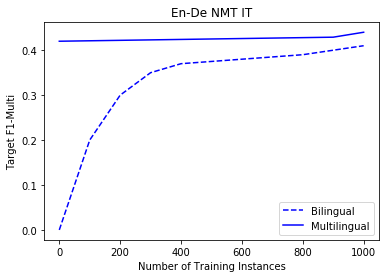 En-De NMT IT
Target F1-Multi
0.4
0.3
0.2
0.1
0.0
Bilingual
Multilingual
0 200 400 600 800 1000
Number of Training Instances